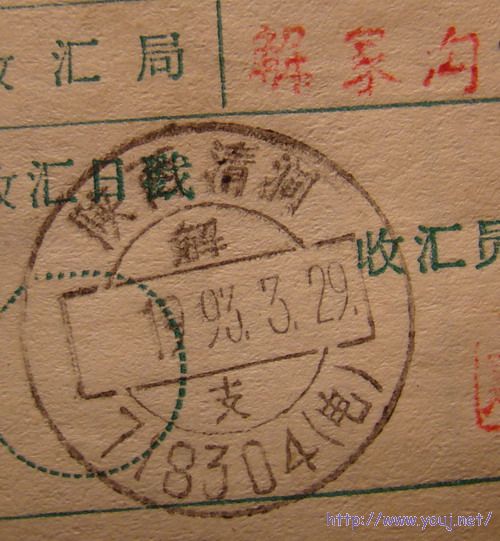 收汇局 解家沟
收汇日戳
陕西清涧
解
收汇员
1993.3.29.
支
718304(电)
http://www.youj.net/